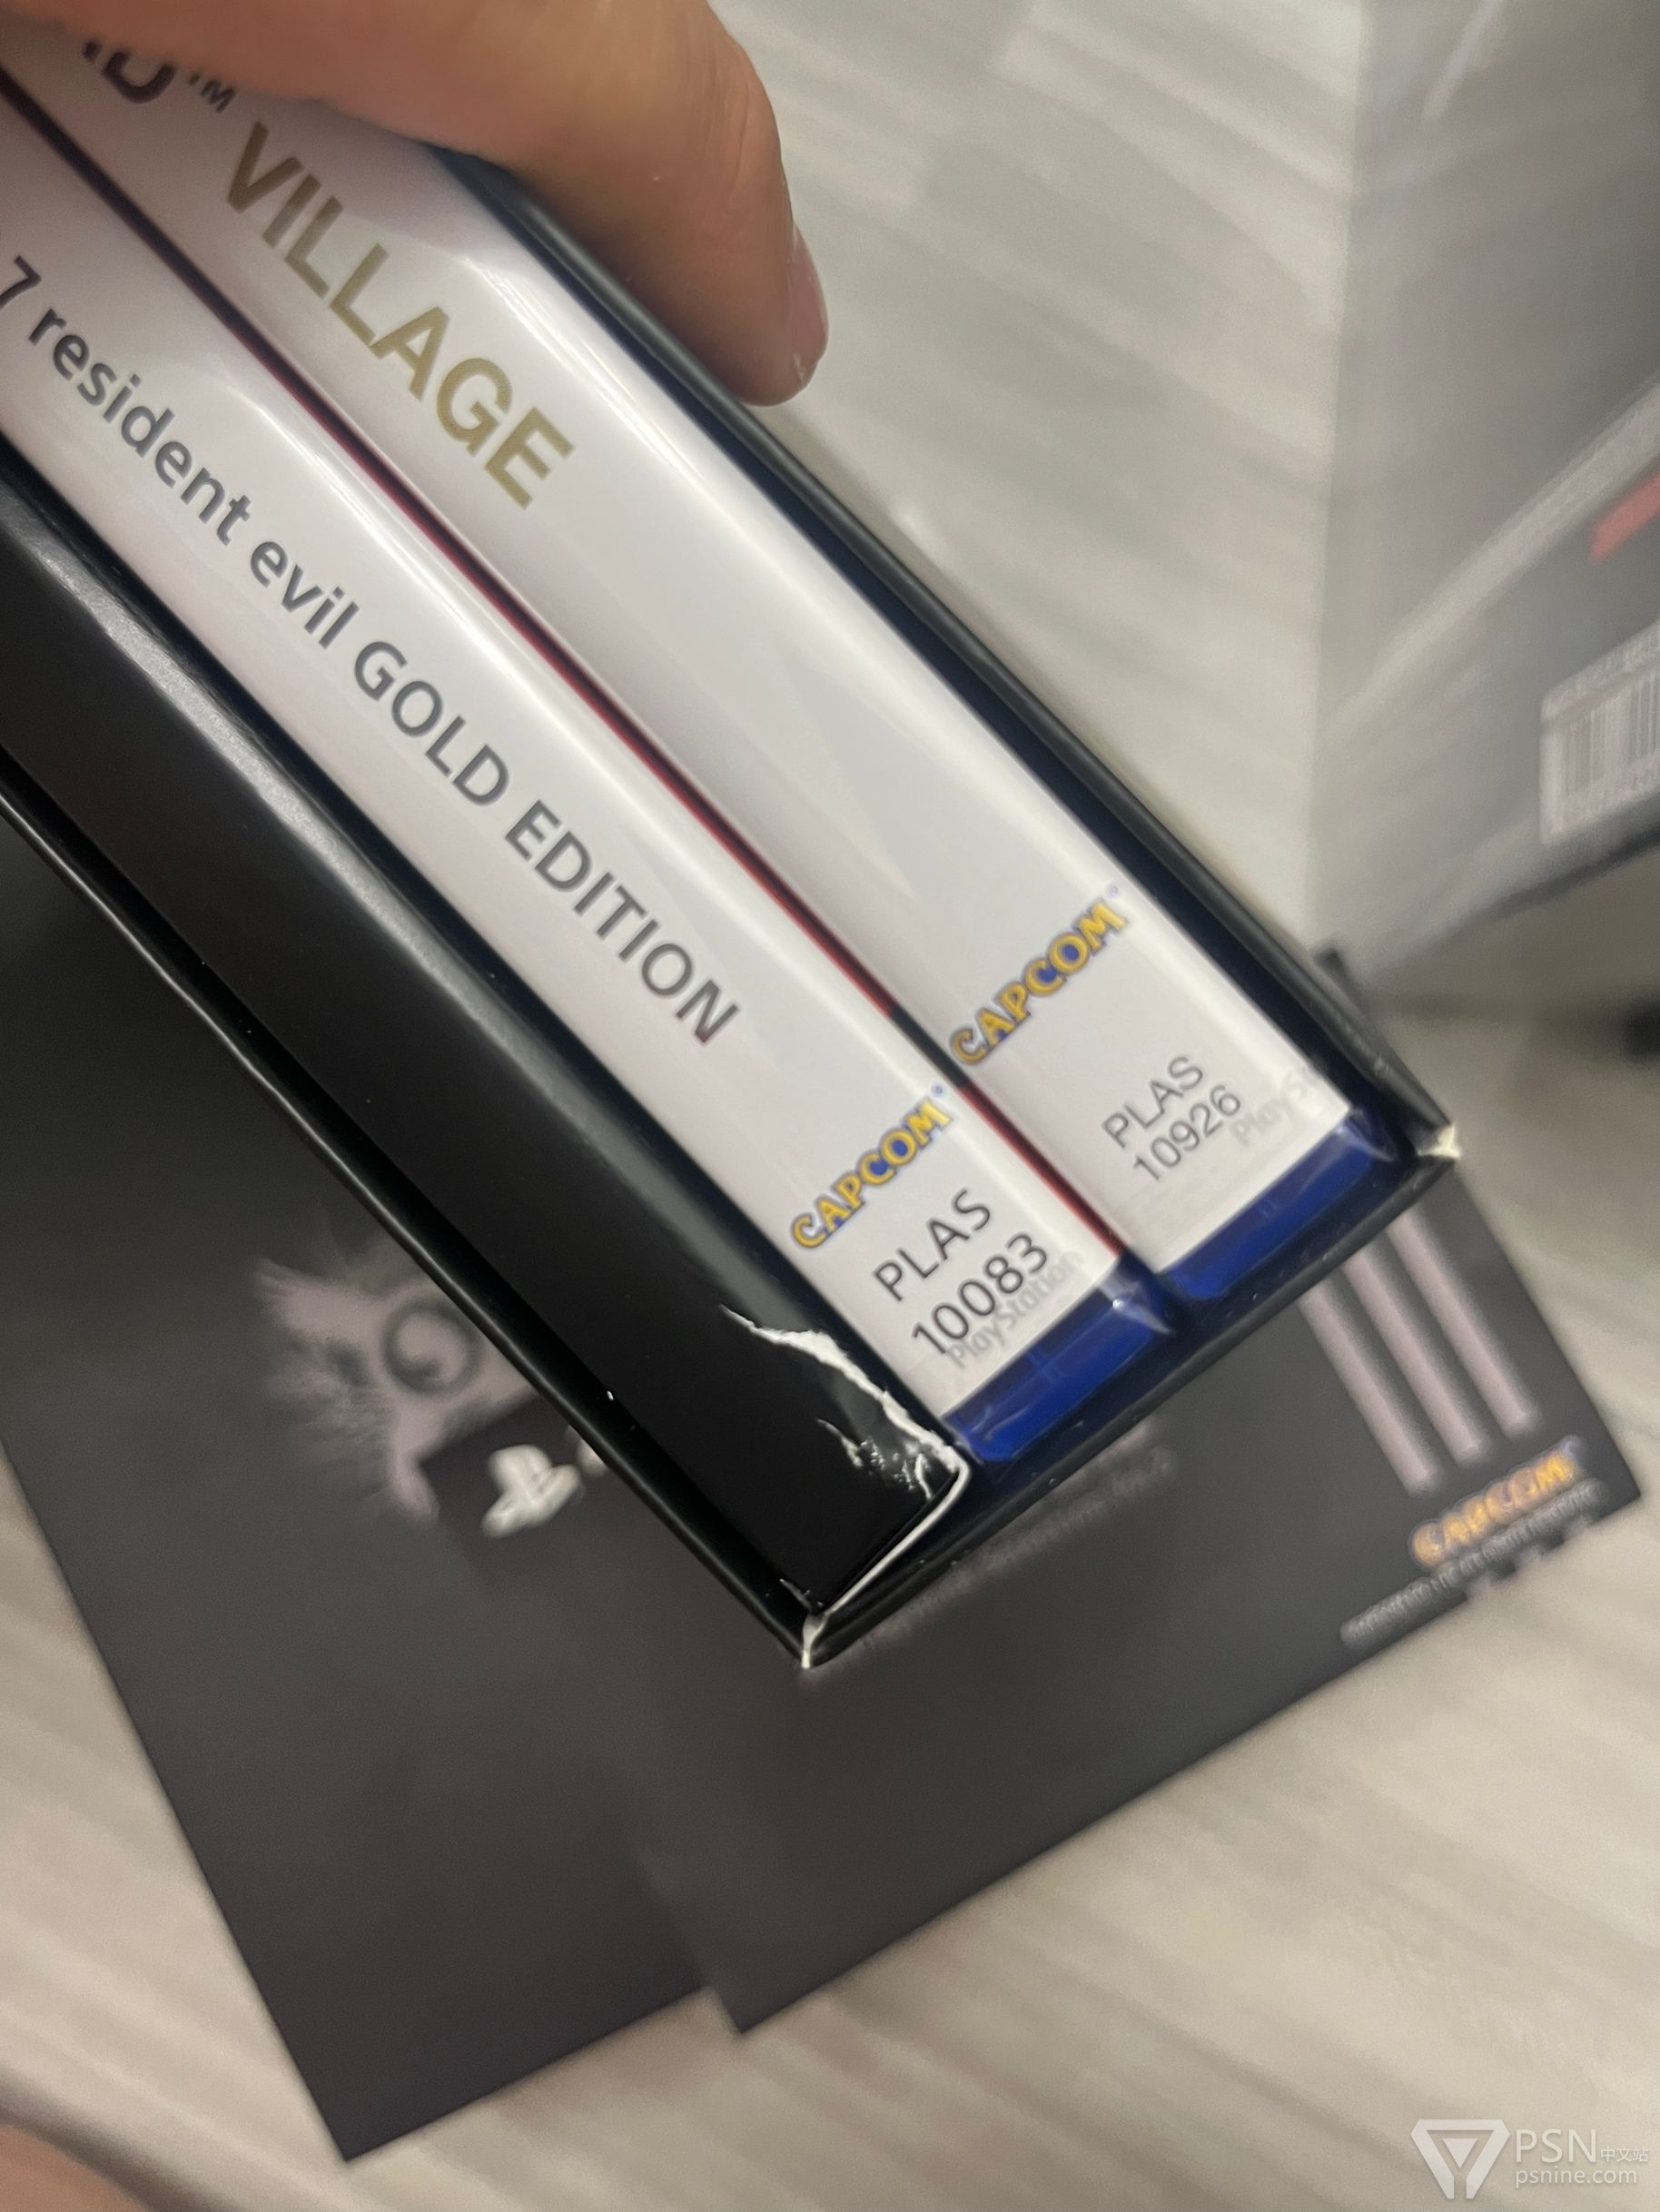 VILLAGE
CAPCOM
PLAS
10926
7 resident evil GOLD EDITION
CAPCOM
PLAS
10083
PlayStation
CAPCOM
PSN中文站
psnine.com